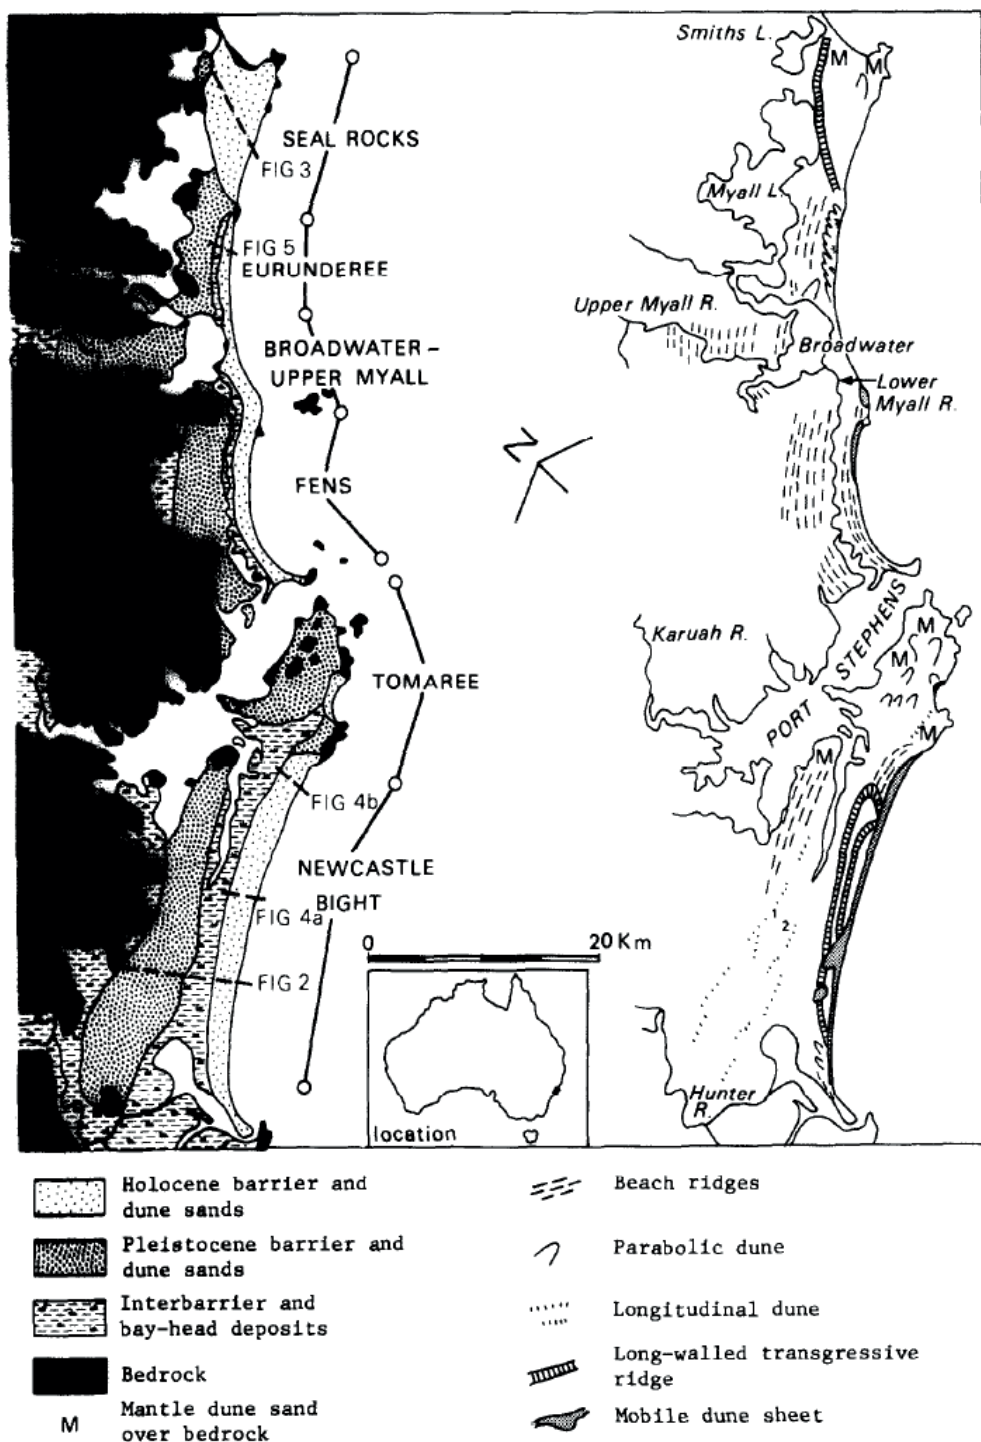 SEAL ROCKS
FIG 3
FIG 5
EURUNDEREE
BROADWATER –
UPPER MYALL
FENS
TOMAREE
FIG 4b
NEWCASTLE
BIGHT
FIG 4a
FIG 2
0 20 Km
location
N
Smiths L.
M
M
Myall L.
Upper Myall R.
Broadwater
Lower
Myall R.
Karuah R.
PORT STEPHENS
M
M
M
M
1
2
Hunter
R.
Holocene barrier and
dune sands
Pleistocene barrier and
dune sands
Interbarrier and
bay-head deposits
Bedrock
M Mantle dune sand
over bedrock
Beach ridges
Parabolic dune
Longitudinal dune
Long-walled transgressive
ridge
Mobile dune sheet